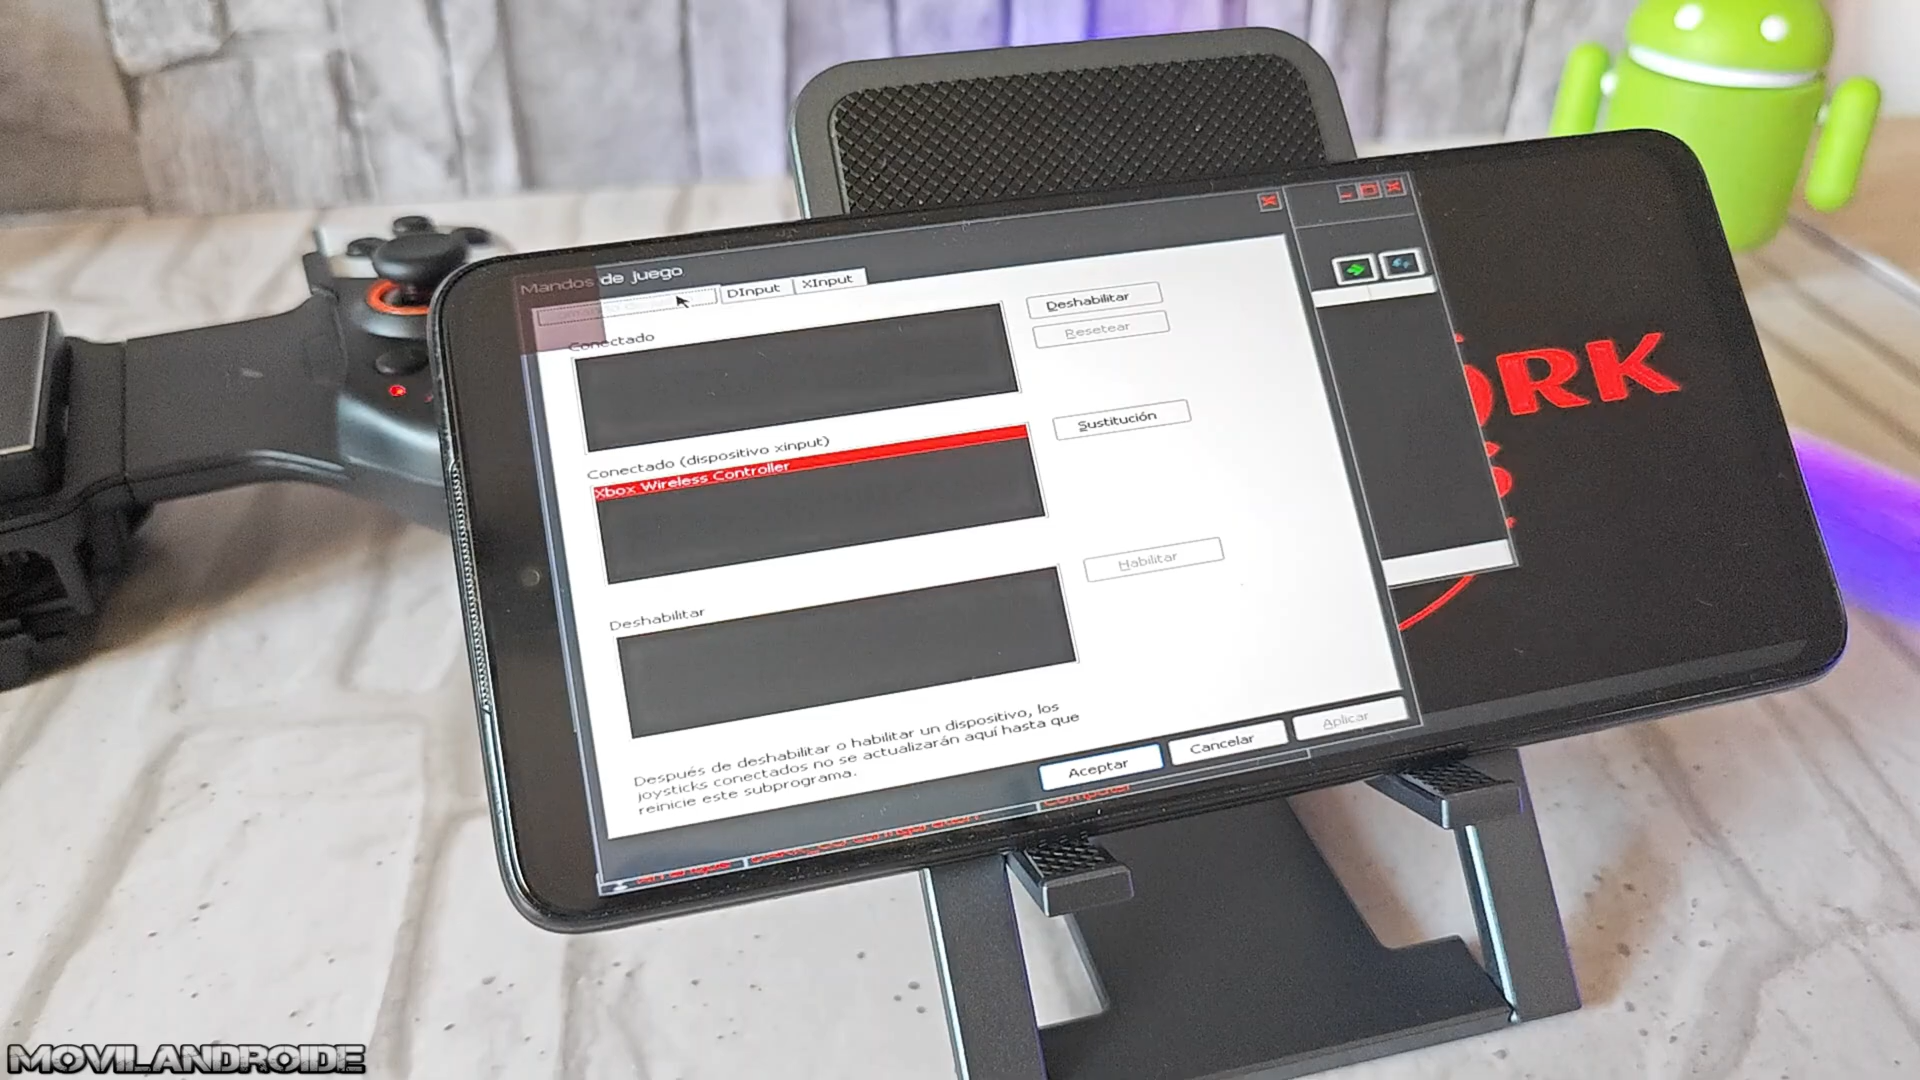 Mandos de juego
DInput
XInput
Conectado
Deshabilitar
Resetear
Conectado (dispositivo xinput)
Xbox Wireless Controller
Sustitución
Deshabilitar
Habilitar
Después de deshabilitar o habilitar un dispositivo, los
joysticks conectados no se actualizarán aquí hasta que
reinicie este subprograma.
Aceptar
Cancelar
Aplicar
MOVILANDROIDE